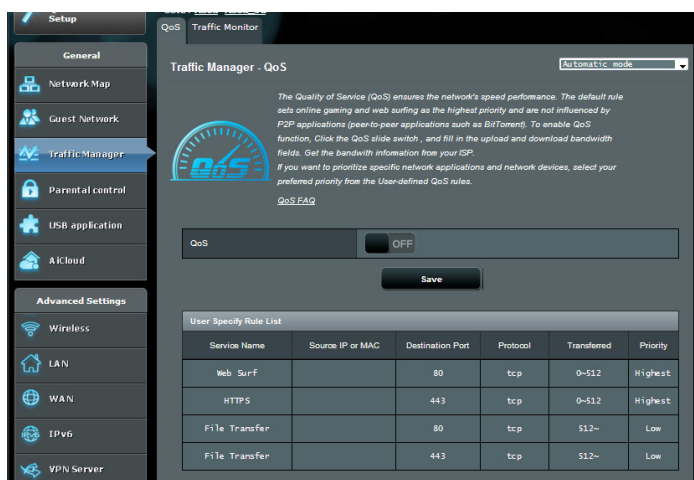 Setup
QoS Traffic Monitor
General
Network Map
Guest Network
Traffic Manager
Parental control
USB application
AiCloud
Advanced Settings
Wireless
LAN
WAN
IPv6
VPN Server
Traffic Manager - QoS
Automatic mode
The Quality of Service (QoS) ensures the network's speed performance. The default rule
sets online gaming and web surfing as the highest priority and are not influenced by
P2P applications (peer-to-peer applications such as BitTorrent). To enable QoS
function, Click the QoS slide switch , and fill in the upload and download bandwidth
fields. Get the bandwith information from your ISP.
If you want to prioritize specific network applications and network devices, select your
preferred priority from the User-defined QoS rules.
QoS FAQ
QoS
QoS OFF
Save
User Specify Rule List
Service Name Source IP or MAC Destination Port Protocol Transferred Priority
Web Surf 80 tcp 0~512 Highest
HTTPS 443 tcp 0~512 Highest
File Transfer 80 tcp 512~ Low
File Transfer 443 tcp 512~ Low